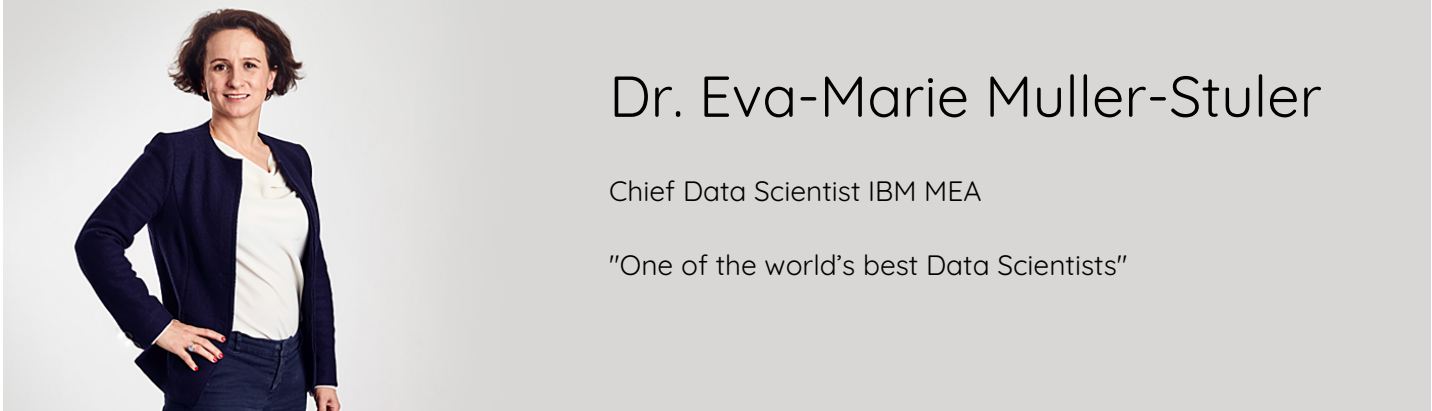 Dr. Eva-Marie Muller-Stuler
Chief Data Scientist IBM MEA
"One of the world’s best Data Scientists"